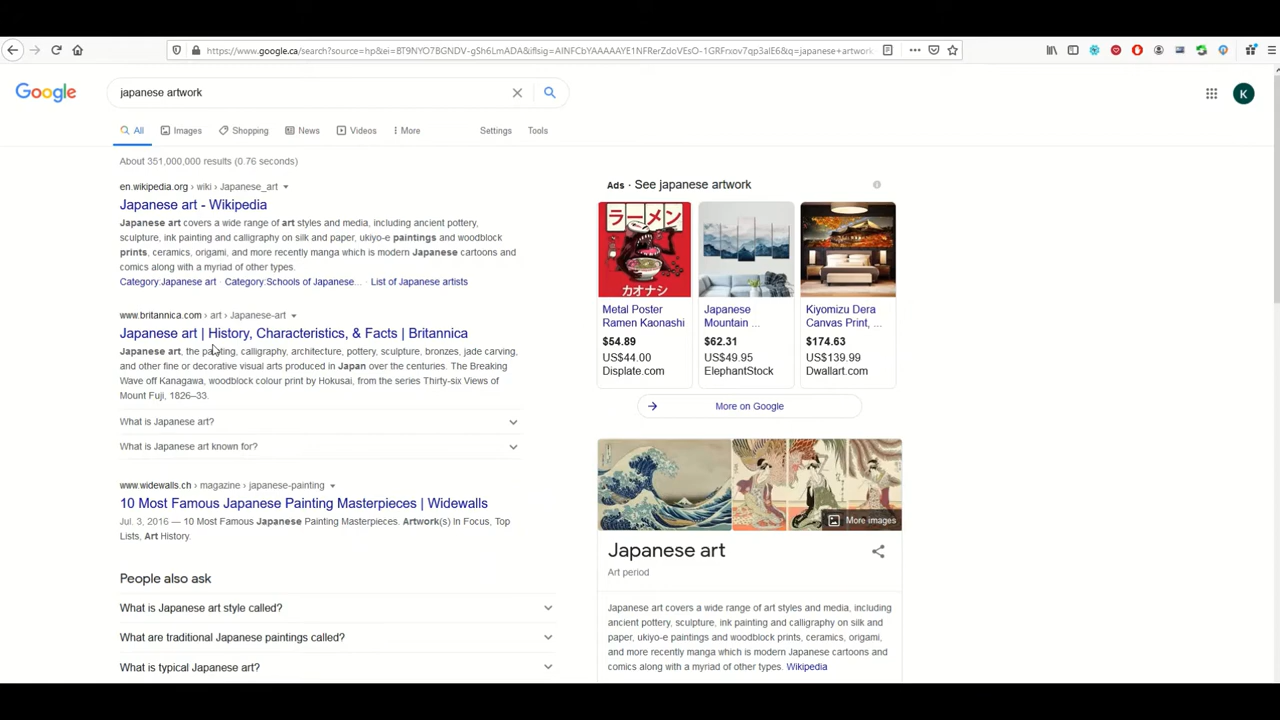 https://www.google.ca/search?source=hp&ei=BT9NYO7BGNDV-gSh6LmADA&iflsig=AINFCbYAAAAAYE1NFRerZdoVEsO-1GRFrxov7qp3alE6&q=japanese+artwork
Google
japanese artwork
K
All
Images
Shopping
News
Videos
More
Settings
Tools
About 351,000,000 results (0.76 seconds)
en.wikipedia.org › wiki › Japanese_art
Japanese art - Wikipedia
Japanese art covers a wide range of art styles and media, including ancient pottery,
sculpture, ink painting and calligraphy on silk and paper, ukiyo-e paintings and woodblock
prints, ceramics, origami, and more recently manga which is modern Japanese cartoons and
comics along with a myriad of other types.
Category:Japanese art · Category:Schools of Japanese... · List of Japanese artists
www.britannica.com › art › Japanese-art
Japanese art | History, Characteristics, & Facts | Britannica
Japanese art, the painting, calligraphy, architecture, pottery, sculpture, bronzes, jade carving,
and other fine or decorative visual arts produced in Japan over the centuries. The Breaking
Wave off Kanagawa, woodblock colour print by Hokusai, from the series Thirty-six Views of
Mount Fuji, 1826–33.
What is Japanese art?
What is Japanese art known for?
www.widewalls.ch › magazine › japanese-painting
10 Most Famous Japanese Painting Masterpieces | Widewalls
Jul. 3, 2016 — 10 Most Famous Japanese Painting Masterpieces. Artwork(s) In Focus, Top
Lists, Art History.
People also ask
What is Japanese art style called?
What are traditional Japanese paintings called?
What is typical Japanese art?
Ads · See japanese artwork
ラーメン
カオナシ
Metal Poster
Ramen Kaonashi
$54.89
US$44.00
Displate.com
Japanese
Mountain ...
$62.31
US$49.95
ElephantStock
Kiyomizu Dera
Canvas Print, ...
$174.63
US$139.99
Dwallart.com
More on Google
More images
Japanese art
Art period
Japanese art covers a wide range of art styles and media, including
ancient pottery, sculpture, ink painting and calligraphy on silk and
paper, ukiyo-e paintings and woodblock prints, ceramics, origami,
and more recently manga which is modern Japanese cartoons and
comics along with a myriad of other types. Wikipedia